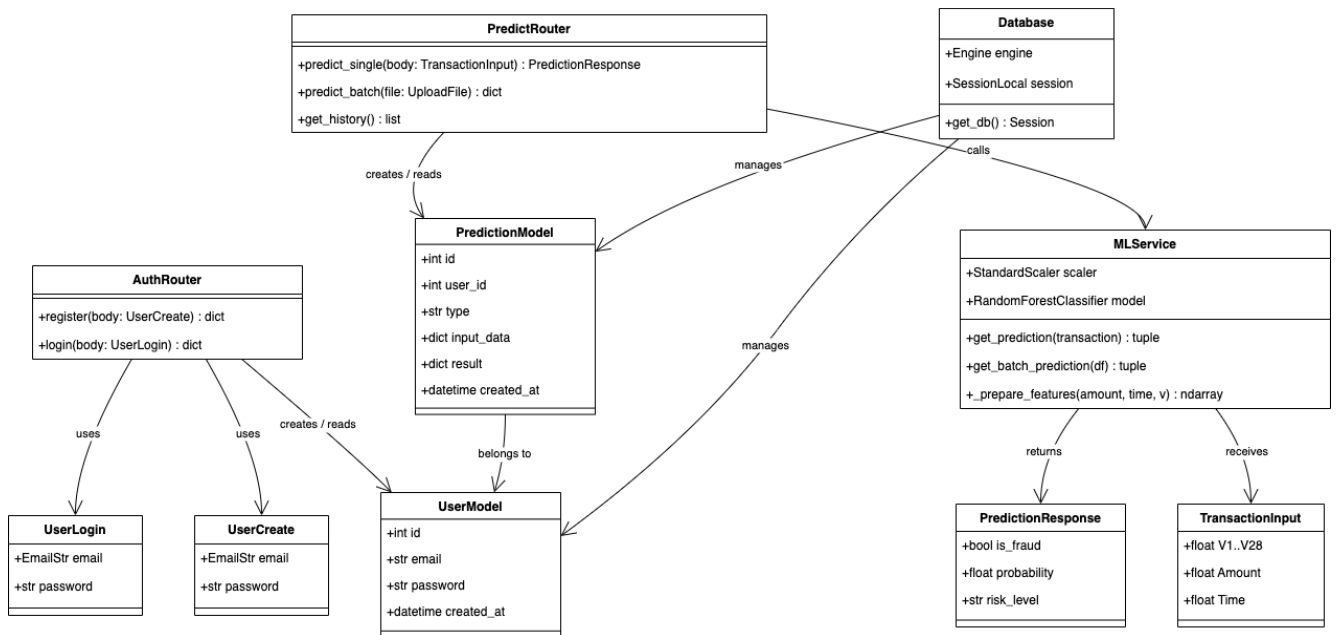 PredictRouter
+predict_single(body: TransactionInput) : PredictionResponse
+predict_batch(file: UploadFile) : dict
+get_history() : list
Database
+Engine engine
+SessionLocal session
+get_db() : Session
creates / reads
manages
calls
PredictionModel
+int id
+int user_id
+str type
+dict input_data
+dict result
+datetime created_at
MLService
+StandardScaler scaler
+RandomForestClassifier model
+get_prediction(transaction) : tuple
+get_batch_prediction(df) : tuple
+_prepare_features(amount, time, v) : ndarray
AuthRouter
+register(body: UserCreate) : dict
+login(body: UserLogin) : dict
manages
uses
uses
creates / reads
belongs to
returns
receives
UserLogin
+EmailStr email
+str password
UserCreate
+EmailStr email
+str password
UserModel
+int id
+str email
+str password
+datetime created_at
PredictionResponse
+bool is_fraud
+float probability
+str risk_level
TransactionInput
+float V1..V28
+float Amount
+float Time